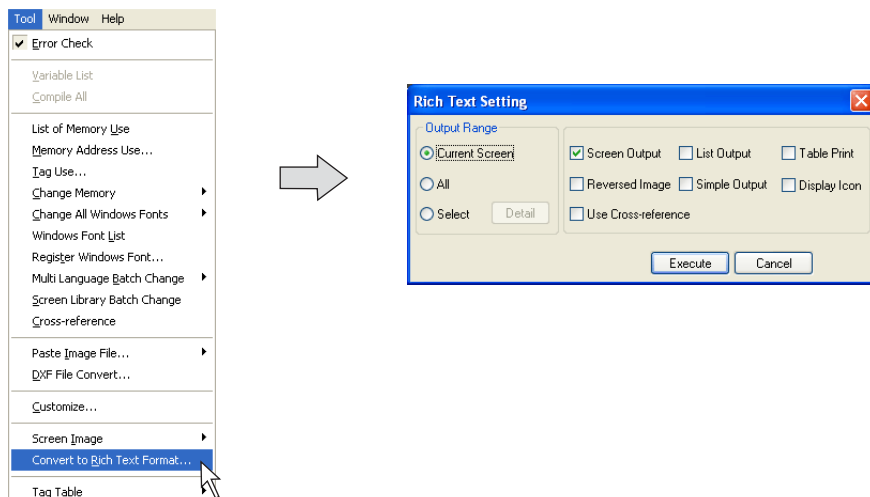 Tool Window Help
Error Check
Variable List
Compile All
List of Memory Use
Memory Address Use...
Tag Use...
Change Memory
Change All Windows Fonts
Windows Font List
Register Windows Font...
Multi Language Batch Change
Screen Library Batch Change
Cross-reference
Paste Image File...
DXF File Convert...
Customize...
Screen Image
Convert to Rich Text Format...
Tag Table
Rich Text Setting
Output Range
Current Screen
All
Select Detail
Screen Output List Output Table Print
Reversed Image Simple Output Display Icon
Use Cross-reference
Execute Cancel